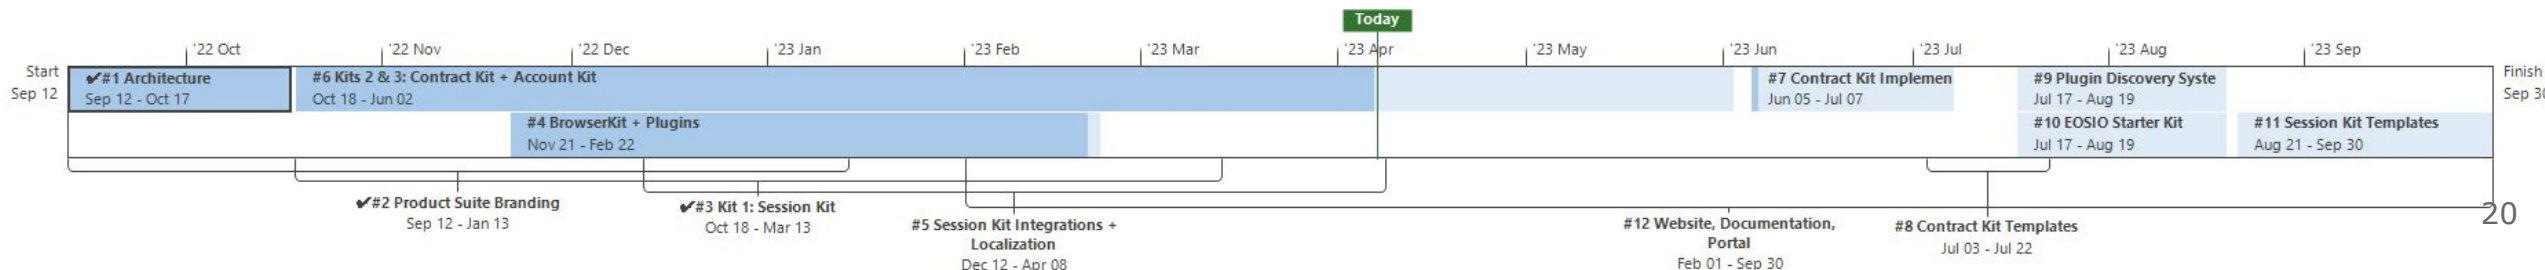 Today
'22 Oct
'22 Nov
'22 Dec
'23 Jan
'23 Feb
'23 Mar
'23 Apr
'23 May
'23 Jun
'23 Jul
'23 Aug
'23 Sep
Start
Sep 12
✔#1 Architecture
Sep 12 - Oct 17
#6 Kits 2 & 3: Contract Kit + Account Kit
Oct 18 - Jun 02
#7 Contract Kit Implemen
Jun 05 - Jul 07
#9 Plugin Discovery Syste
Jul 17 - Aug 19
Finish
Sep 30
#4 BrowserKit + Plugins
Nov 21 - Feb 22
#10 EOSIO Starter Kit
Jul 17 - Aug 19
#11 Session Kit Templates
Aug 21 - Sep 30
✔#2 Product Suite Branding
Sep 12 - Jan 13
✔#3 Kit 1: Session Kit
Oct 18 - Mar 13
#5 Session Kit Integrations +
Localization
Dec 12 - Apr 08
#12 Website, Documentation,
Portal
Feb 01 - Sep 30
#8 Contract Kit Templates
Jul 03 - Jul 22
20